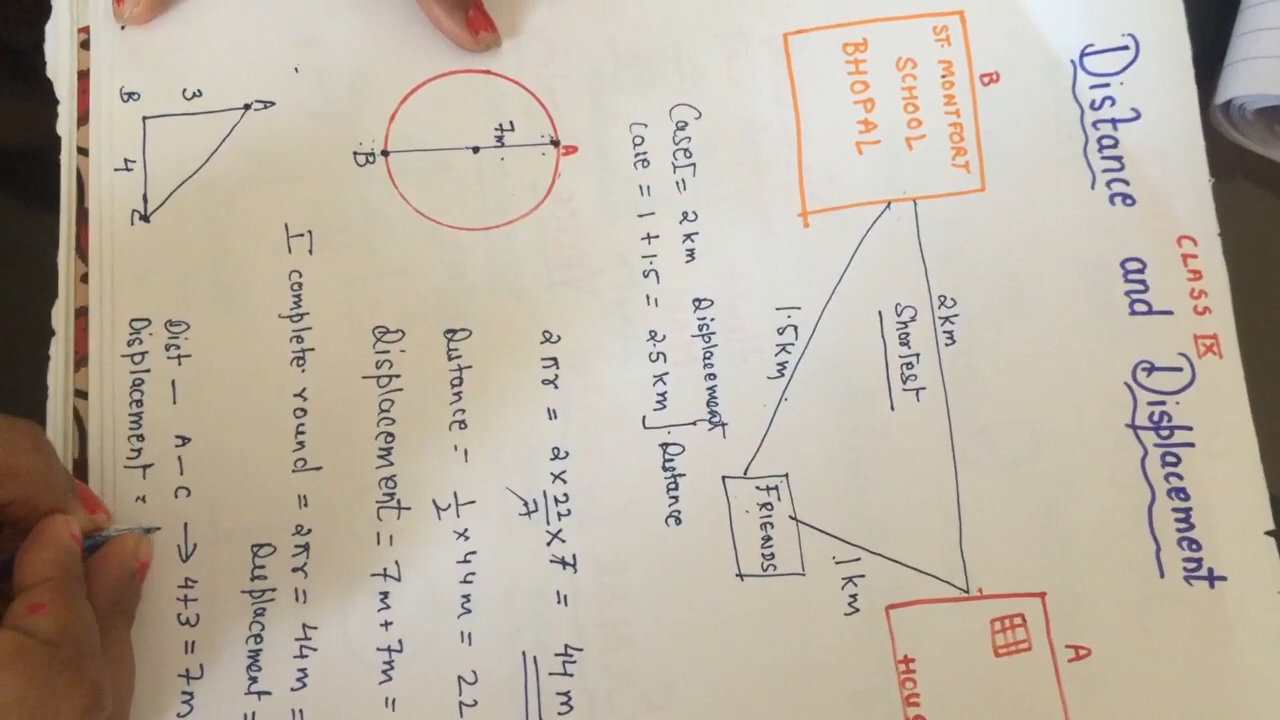 CLASS IX
Distance and Displacement
B
ST. MONTFORT
SCHOOL
BHOPAL
2km
Shortest
1.5km
FRIENDS
1km
A
Case I = 2km Displacement
= 1 + 1.5 = 2.5 km]. Distance
A
7m
B
2πr = 2 × 22/7 × 7 = 44m
Distance = 1/2 × 44m = 22
Displacement = 7m + 7m =
I complete round = 2πr = 44m =
Displacement =
A
3
B
4
C
Dist – A – C → 4+3 = 7m
Displacement =